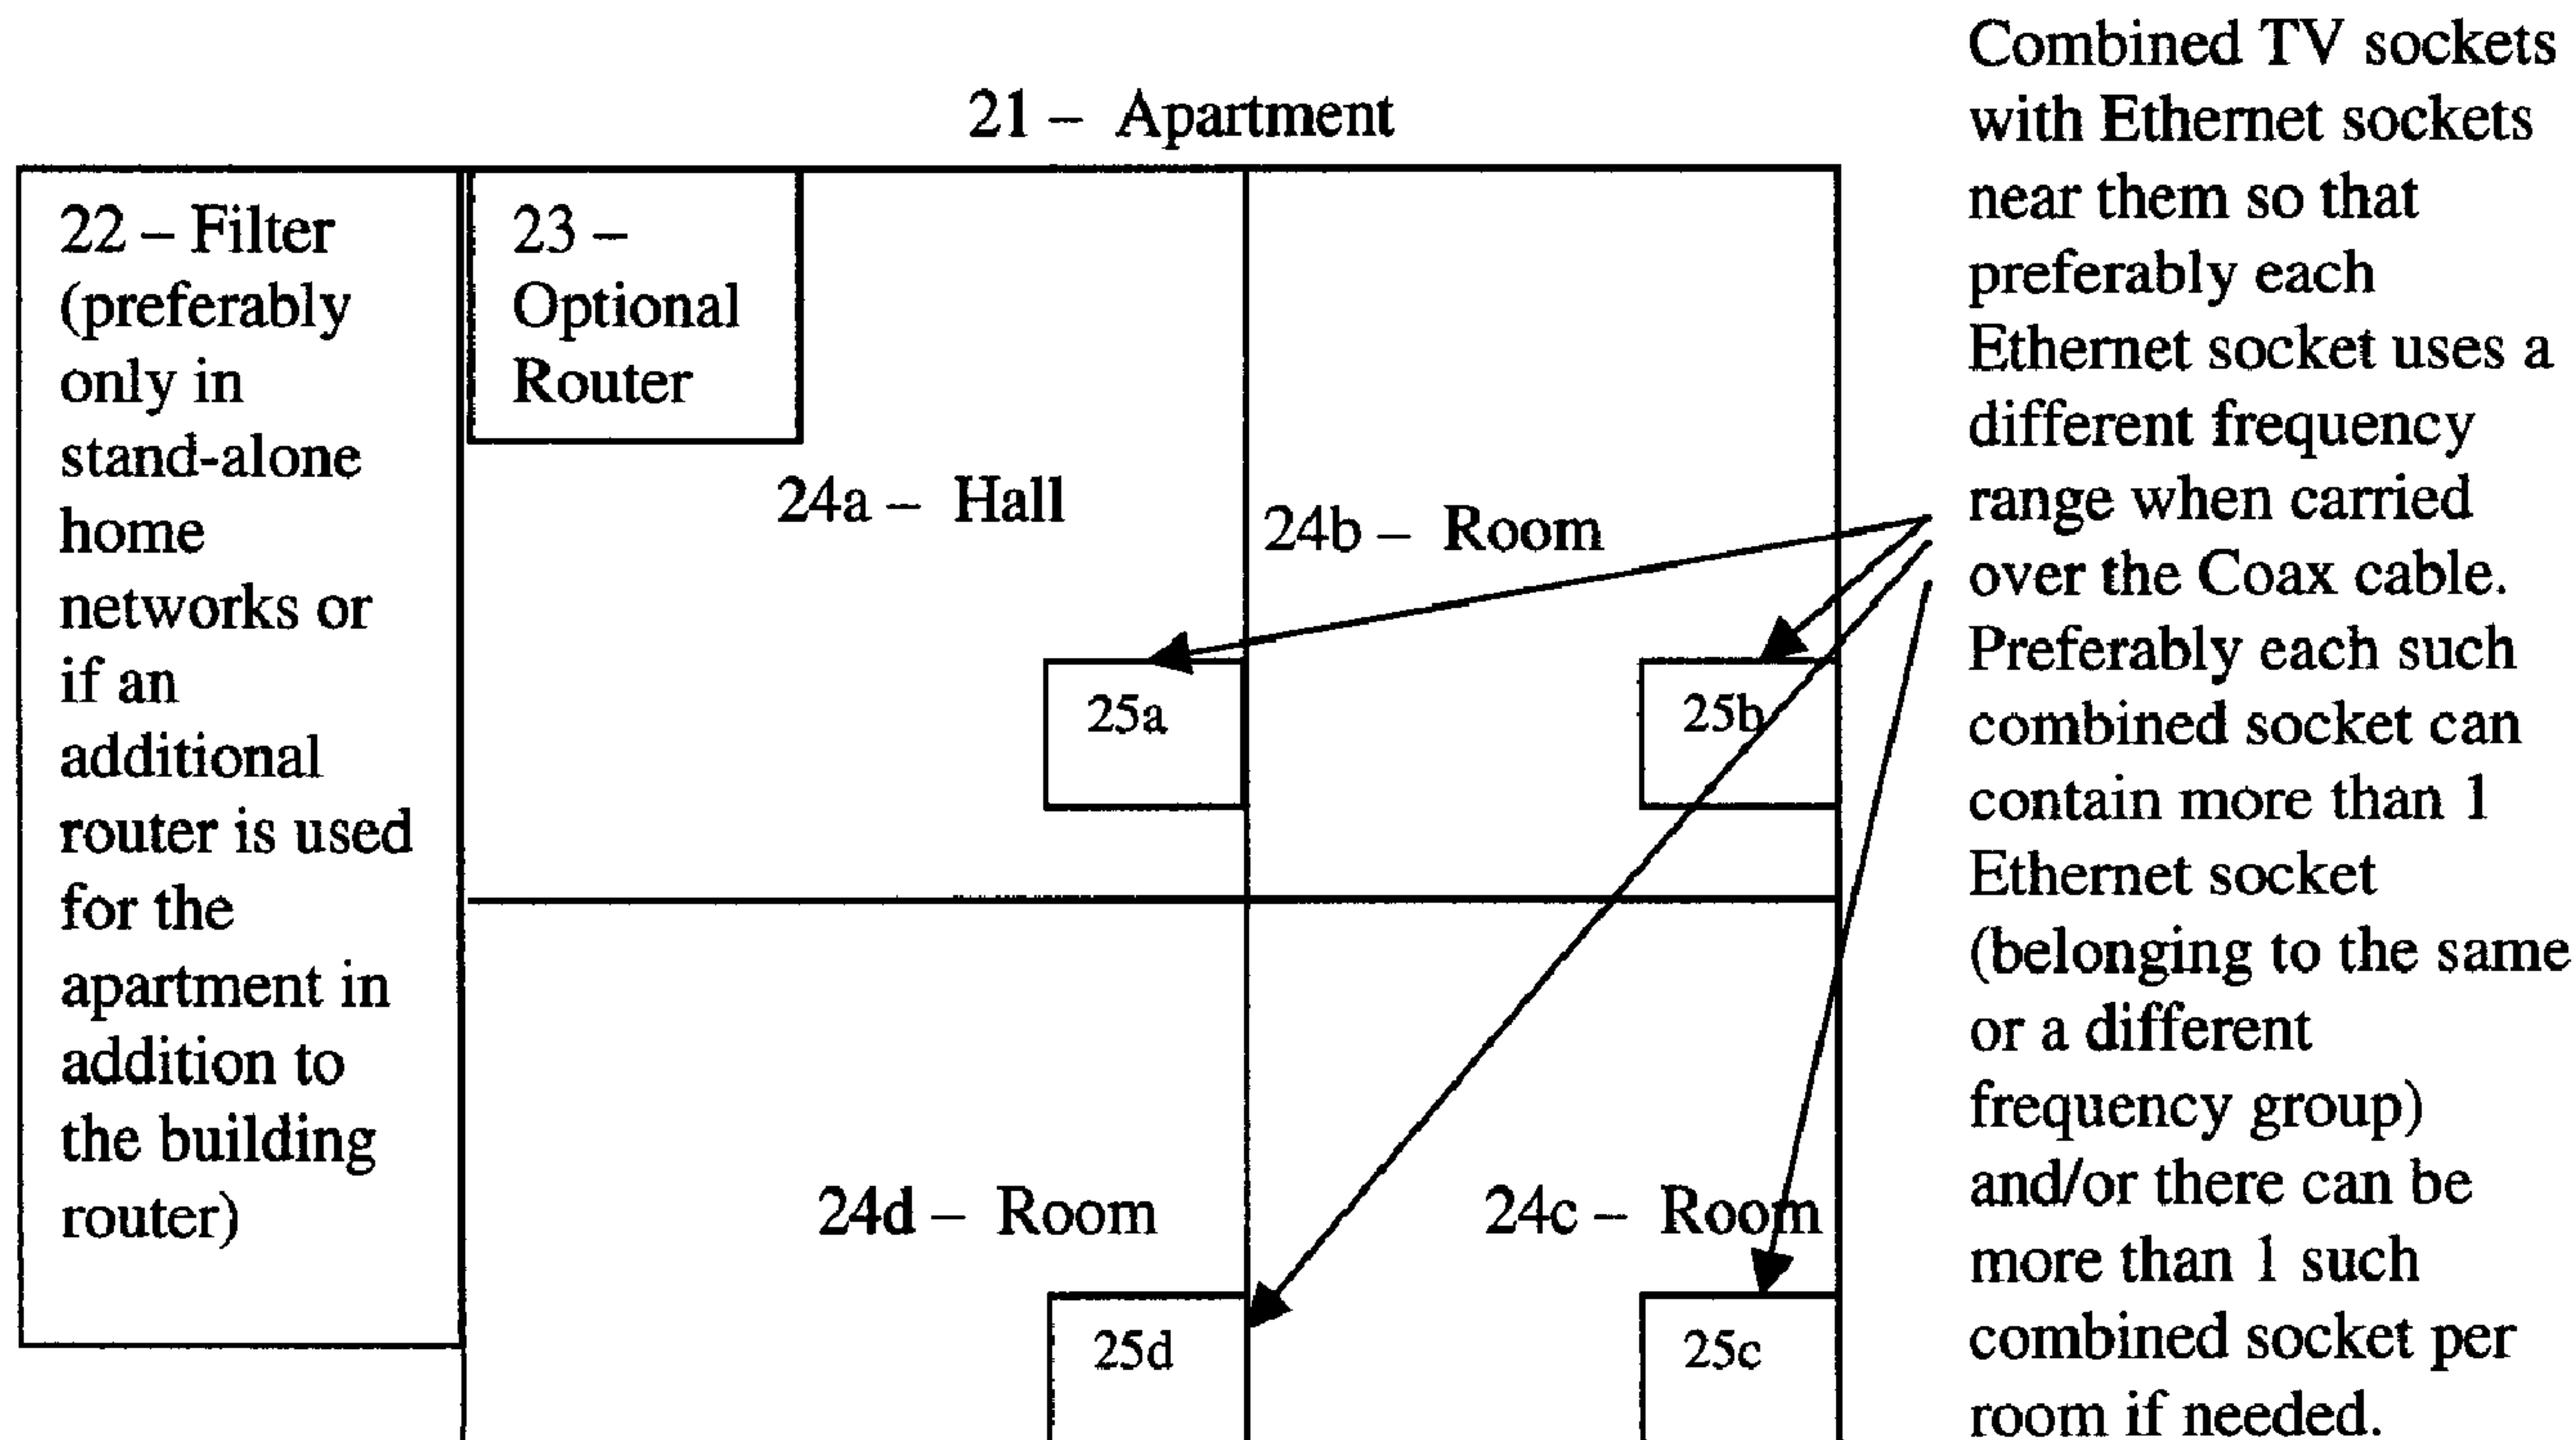 21 – Apartment
22 – Filter
(preferably
only in
stand-alone
home
networks or
if an
additional
router is used
for the
apartment in
addition to
the building
router)
23 –
Optional
Router
24a – Hall
24b – Room
25a
25b
24d – Room
24c – Room
25d
25c
Combined TV sockets
with Ethernet sockets
near them so that
preferably each
Ethernet socket uses a
different frequency
range when carried
over the Coax cable.
Preferably each such
combined socket can
contain more than 1
Ethernet socket
(belonging to the same
or a different
frequency group)
and/or there can be
more than 1 such
combined socket per
room if needed.